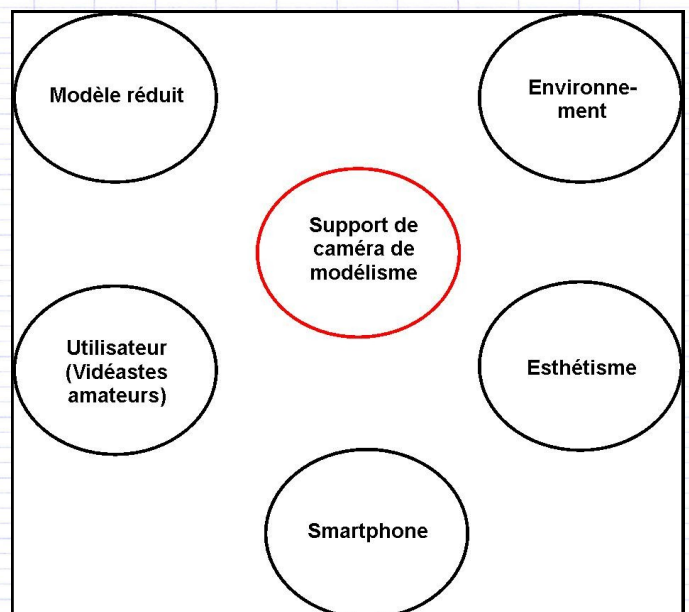 Modèle réduit
Environne-
ment
Support de
caméra de
modélisme
Utilisateur
(Vidéastes
amateurs)
Esthétisme
Smartphone